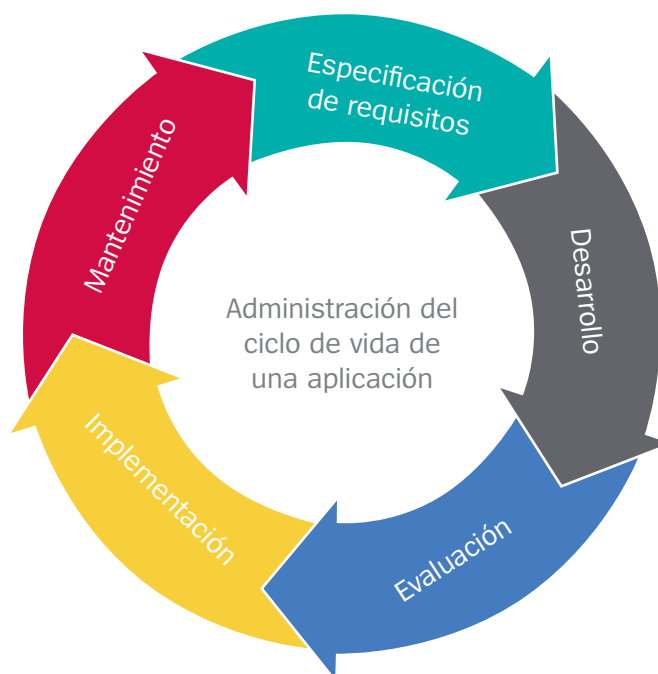 Especificación
de requisitos
Desarrollo
Evaluación
Implementación
Mantenimiento
Administración del
ciclo de vida de
una aplicación